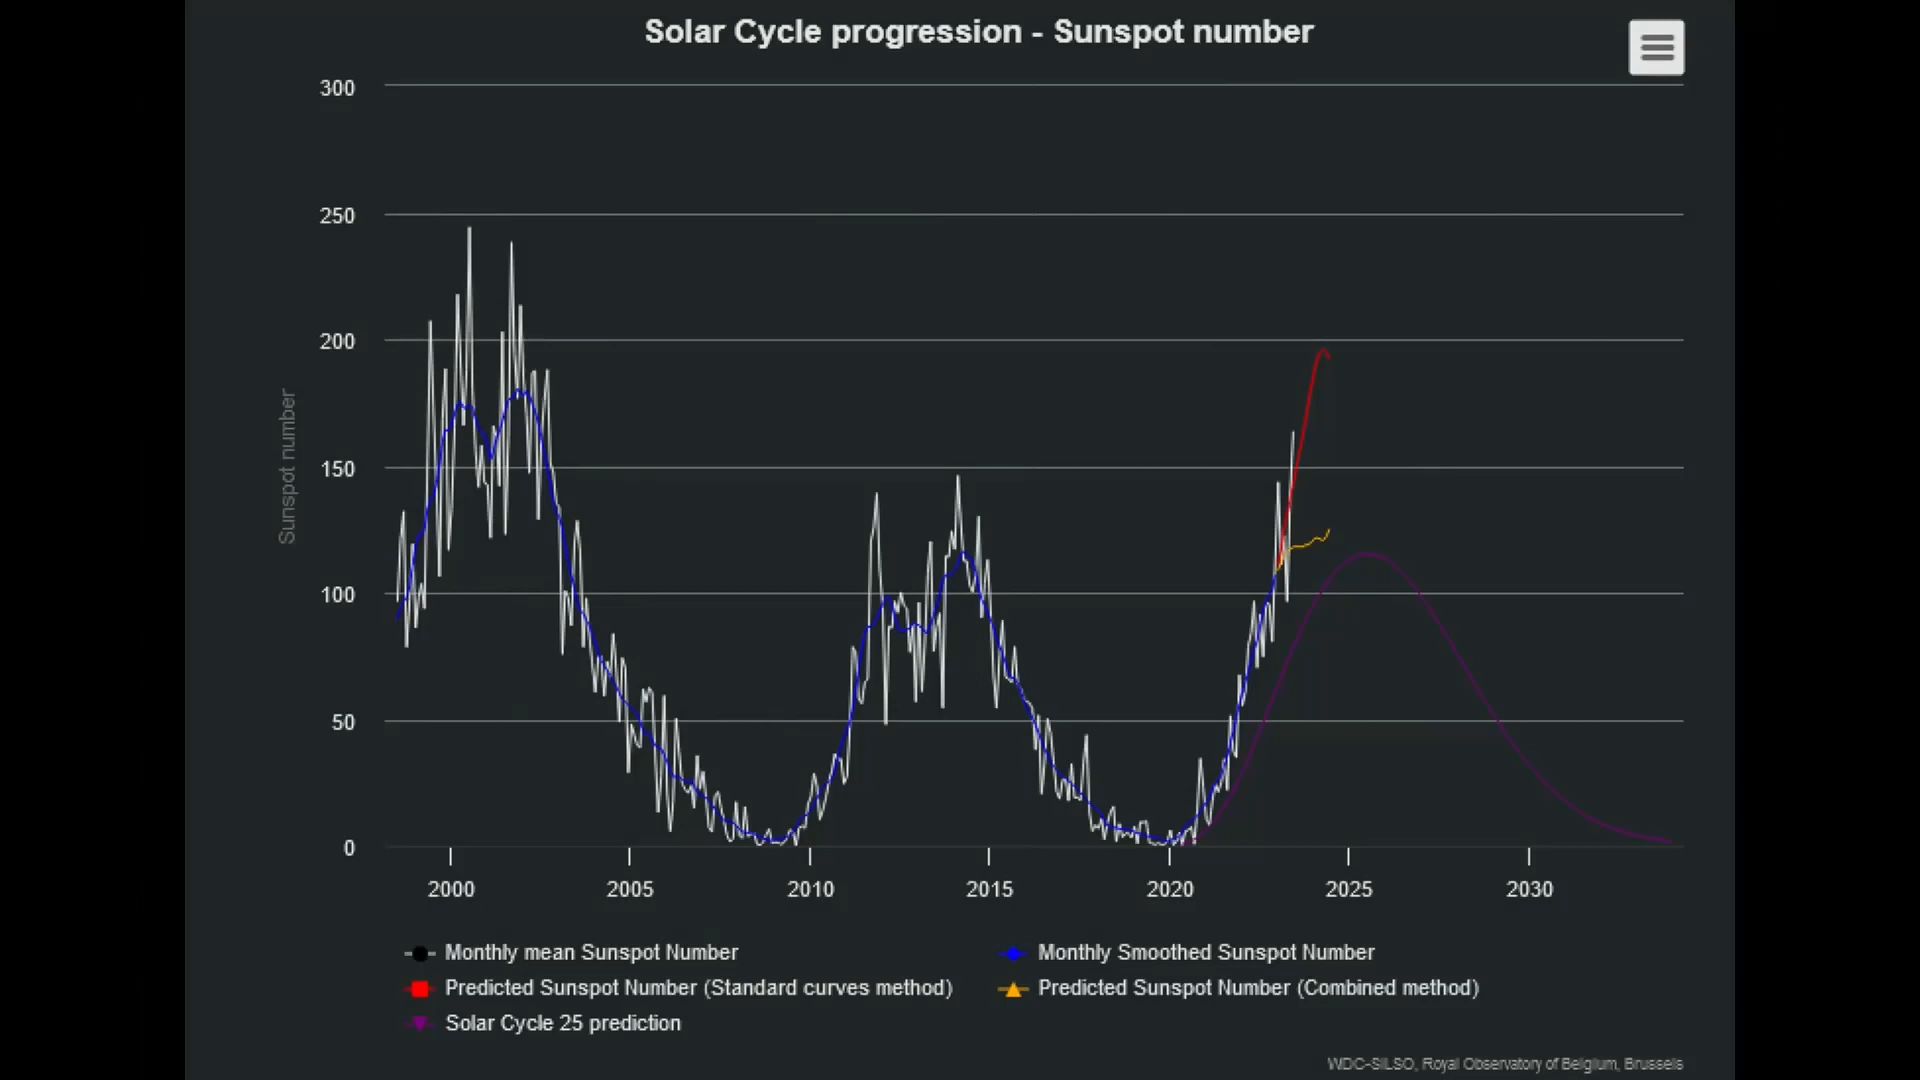 Solar Cycle progression - Sunspot number
300
250
200
150
100
50
0
Sunspot number
2000 2005 2010 2015 2020 2025 2030
Monthly mean Sunspot Number
Monthly Smoothed Sunspot Number
Predicted Sunspot Number (Standard curves method)
Predicted Sunspot Number (Combined method)
Solar Cycle 25 prediction
WDC-SILSO, Royal Observatory of Belgium, Brussels